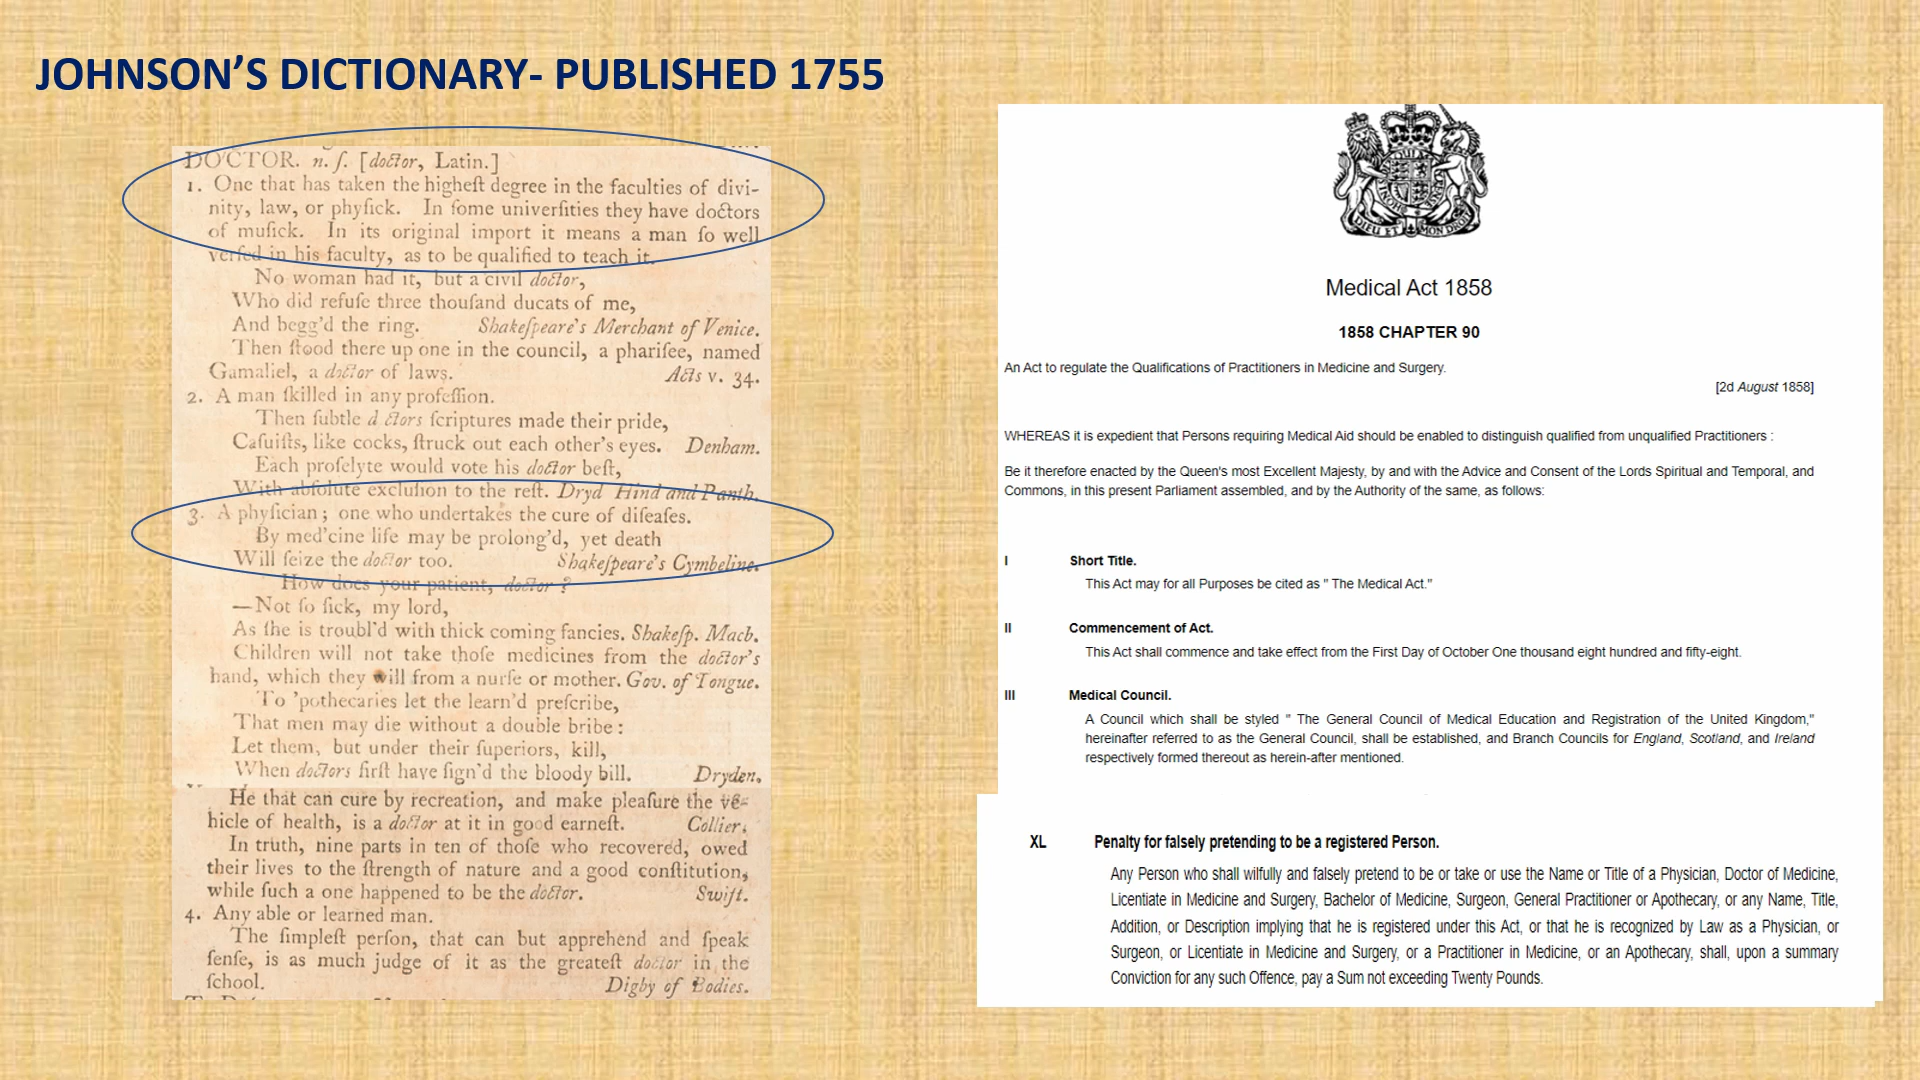 JOHNSON’S DICTIONARY- PUBLISHED 1755
DO'CTOR. n. ſ. [doctor, Latin.]
1. One that has taken the higheſt degree in the faculties of divi-
nity, law, or phyſick. In ſome univerſities they have doctors
of muſick. In its original import it means a man ſo well
verſed in his faculty, as to be qualified to teach it.
No woman had it, but a civil doctor,
Who did refuſe three thouſand ducats of me,
And begg'd the ring. Shakeſpeare's Merchant of Venice.
Then ſtood there up one in the council, a phariſee, named
Gamaliel, a doctor of laws. Acts v. 34.
2. A man ſkilled in any profeſſion.
Then ſubtle d ctors ſcriptures made their pride,
Caſuiſts, like cocks, ſtruck out each other's eyes. Denham.
Each proſelyte would vote his doctor beſt,
With abſolute excluſion to the reſt. Dryd Hind and Panth.
3. A phyſician; one who undertakes the cure of diſeaſes.
By med'cine life may be prolong'd, yet death
Will ſeize the doctor too. Shakeſpeare's Cymbeline.
How does your patient, doctor?
—Not ſo ſick, my lord,
As ſhe is troubl'd with thick coming fancies. Shakeſp. Macb.
Children will not take thoſe medicines from the doctor's
hand, which they will from a nurſe or mother. Gov. of Tongue.
To 'pothecaries let the learn'd preſcribe,
That men may die without a double bribe:
Let them, but under their ſuperiors, kill,
When doctors firſt have ſign'd the bloody bill. Dryden.
He that can cure by recreation, and make pleaſure the ve-
hicle of health, is a doctor at it in good earneſt. Collier.
In truth, nine parts in ten of thoſe who recovered, owed
their lives to the ſtrength of nature and a good conſtitution,
while ſuch a one happened to be the doctor. Swift.
4. Any able or learned man.
The ſimpleſt perſon, that can but apprehend and ſpeak
ſenſe, is as much judge of it as the greateſt doctor in the
ſchool. Digby of Bodies.
DIEU ET MON DROIT
Medical Act 1858
1858 CHAPTER 90
An Act to regulate the Qualifications of Practitioners in Medicine and Surgery.
[2d August 1858]
WHEREAS it is expedient that Persons requiring Medical Aid should be enabled to distinguish qualified from unqualified Practitioners :
Be it therefore enacted by the Queen's most Excellent Majesty, by and with the Advice and Consent of the Lords Spiritual and Temporal, and
Commons, in this present Parliament assembled, and by the Authority of the same, as follows:
I Short Title.
This Act may for all Purposes be cited as " The Medical Act."
II Commencement of Act.
This Act shall commence and take effect from the First Day of October One thousand eight hundred and fifty-eight.
III Medical Council.
A Council which shall be styled " The General Council of Medical Education and Registration of the United Kingdom,"
hereinafter referred to as the General Council, shall be established, and Branch Councils for England, Scotland, and Ireland
respectively formed thereout as herein-after mentioned.
XL Penalty for falsely pretending to be a registered Person.
Any Person who shall wilfully and falsely pretend to be or take or use the Name or Title of a Physician, Doctor of Medicine,
Licentiate in Medicine and Surgery, Bachelor of Medicine, Surgeon, General Practitioner or Apothecary, or any Name, Title,
Addition, or Description implying that he is registered under this Act, or that he is recognized by Law as a Physician, or
Surgeon, or Licentiate in Medicine and Surgery, or a Practitioner in Medicine, or an Apothecary, shall, upon a summary
Conviction for any such Offence, pay a Sum not exceeding Twenty Pounds.